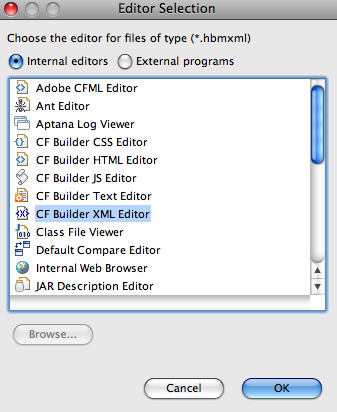 Editor Selection
Choose the editor for files of type (*.hbmxml)
Internal editors External programs
Adobe CFML Editor
Ant Editor
Aptana Log Viewer
CF Builder CSS Editor
CF Builder HTML Editor
CF Builder JS Editor
CF Builder Text Editor
CF Builder XML Editor
Class File Viewer
Default Compare Editor
Internal Web Browser
JAR Description Editor
Browse...
Cancel OK